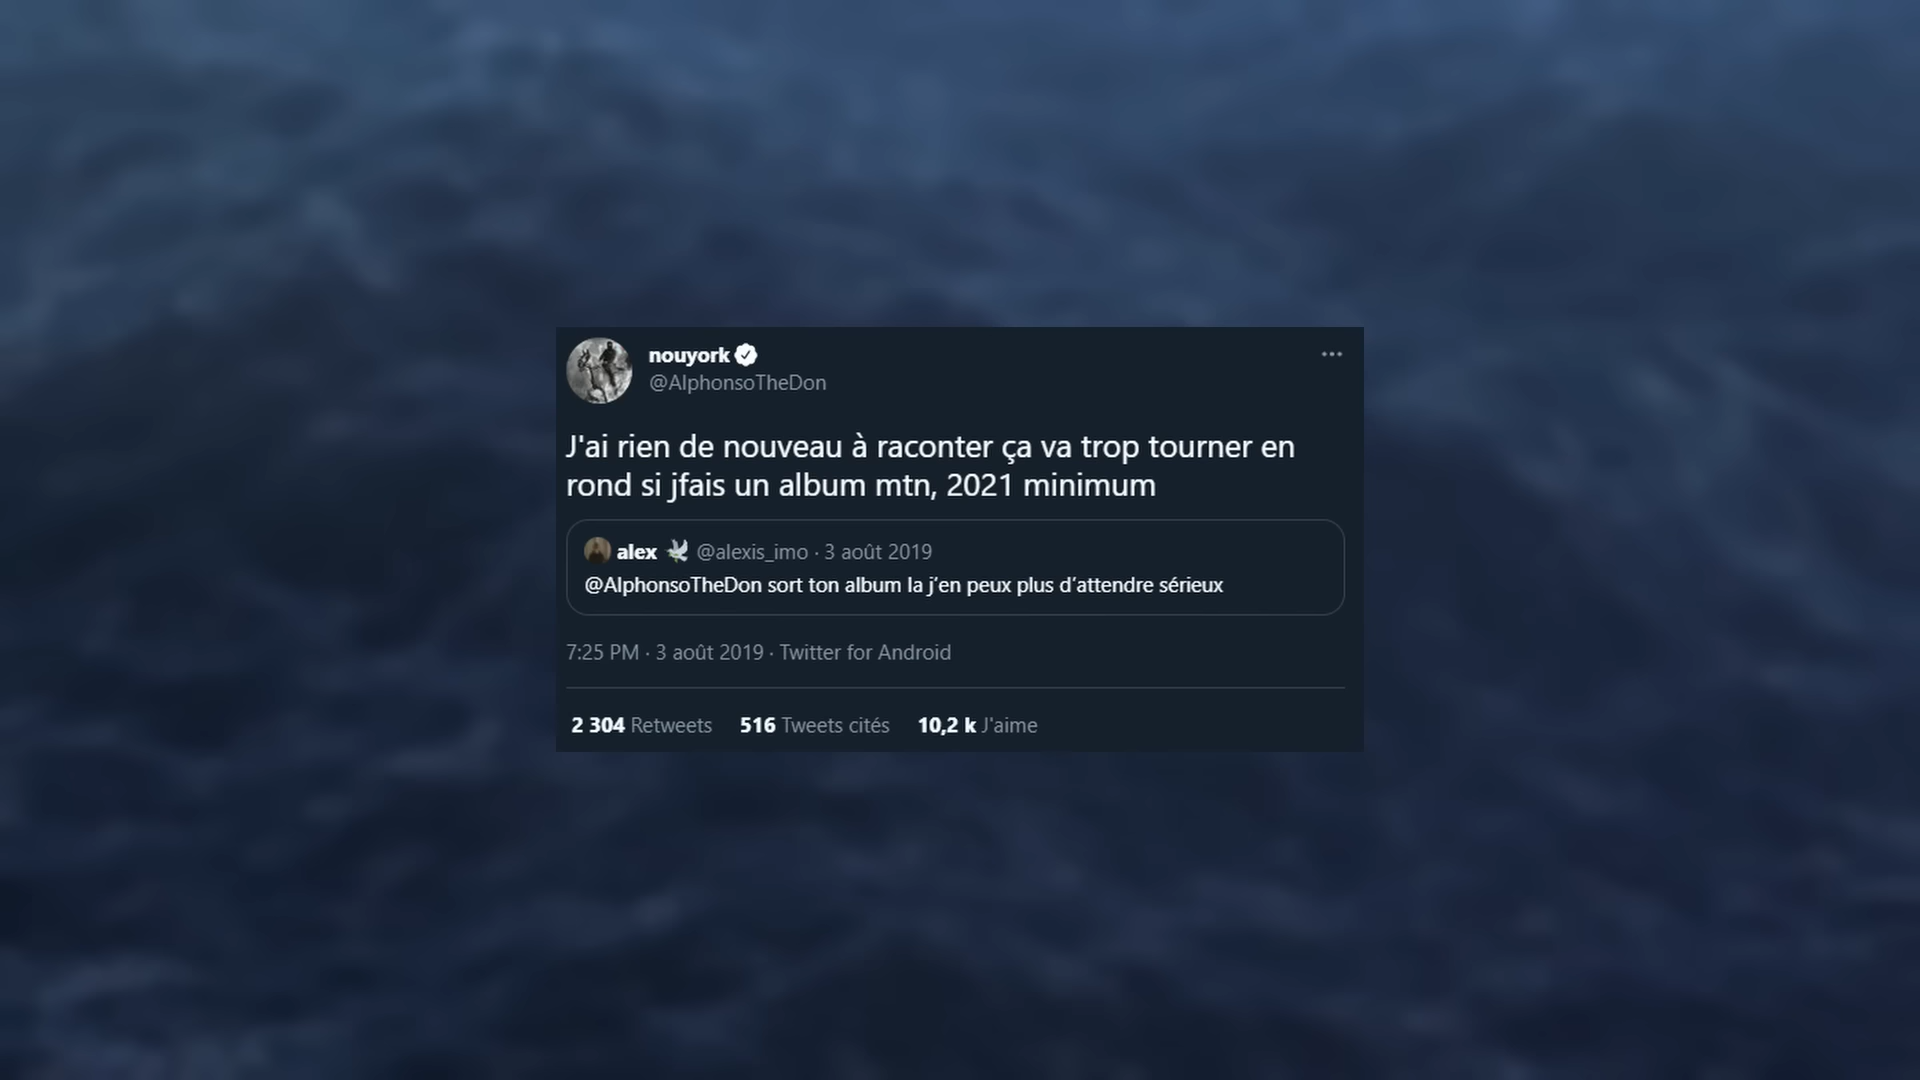 nouyork
@AlphonsoTheDon
J'ai rien de nouveau à raconter ça va trop tourner en
rond si jfais un album mtn, 2021 minimum
alex 🕊 @alexis_imo · 3 août 2019
@AlphonsoTheDon sort ton album la j’en peux plus d’attendre sérieux
7:25 PM · 3 août 2019 · Twitter for Android
2 304 Retweets 516 Tweets cités 10,2 k J'aime